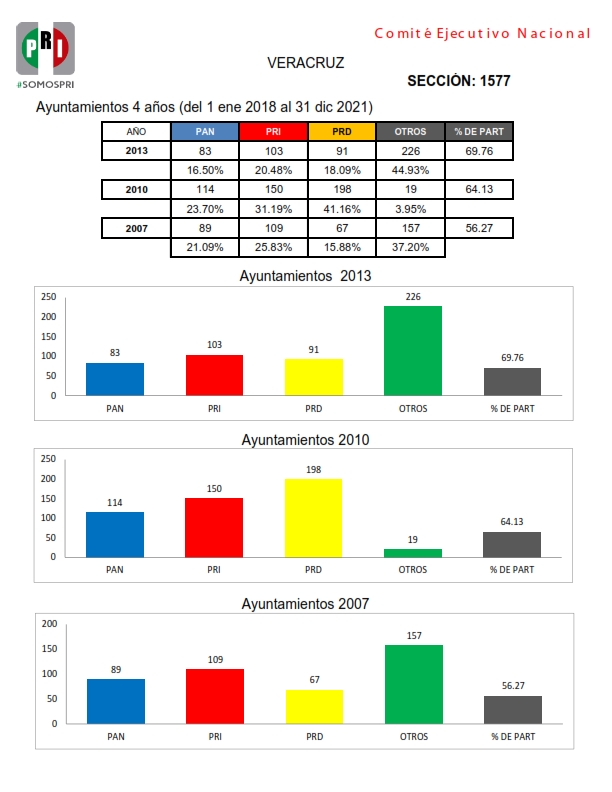 Comité Ejecutivo Nacional
PRI
#SOMOSPRI
VERACRUZ
SECCIÓN: 1577
Ayuntamientos 4 años (del 1 ene 2018 al 31 dic 2021)
AÑO PAN PRI PRD OTROS % DE PART
2013 83 103 91 226 69.76
16.50% 20.48% 18.09% 44.93%
2010 114 150 198 19 64.13
23.70% 31.19% 41.16% 3.95%
2007 89 109 67 157 56.27
21.09% 25.83% 15.88% 37.20%
Ayuntamientos 2013
250
200
150
100
50
0
83 103 91 226 69.76
PAN PRI PRD OTROS % DE PART
Ayuntamientos 2010
250
200
150
100
50
0
114 150 198 19 64.13
PAN PRI PRD OTROS % DE PART
Ayuntamientos 2007
200
150
100
50
0
89 109 67 157 56.27
PAN PRI PRD OTROS % DE PART